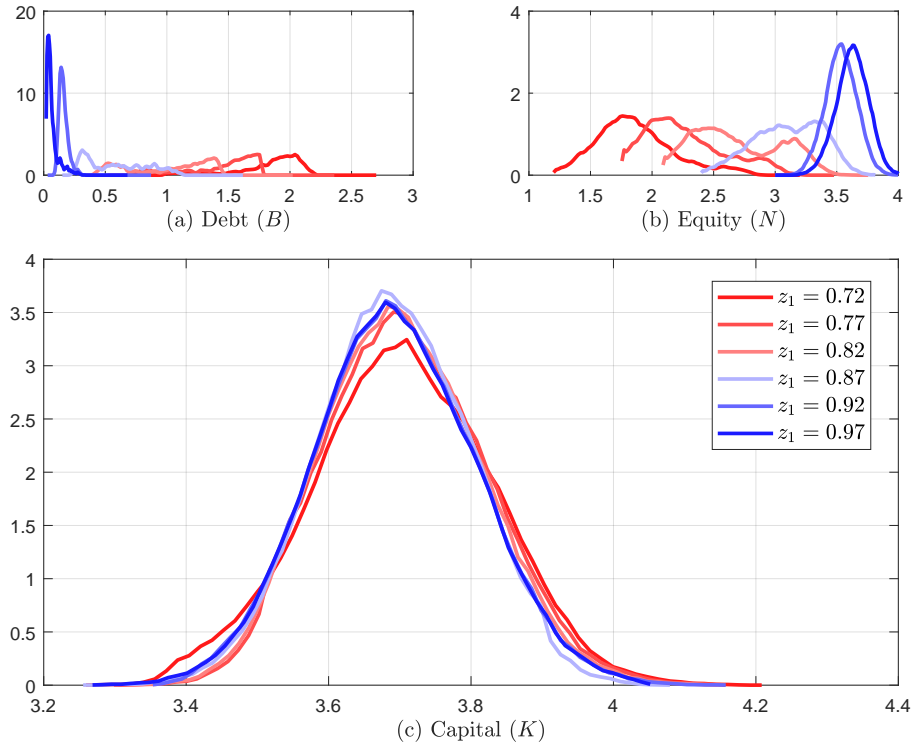 20
10
0
0 0.5 1 1.5 2 2.5 3
(a) Debt (B)
4
2
0
1 1.5 2 2.5 3 3.5 4
(b) Equity (N)
4
3.5
3
2.5
2
1.5
1
0.5
0
z1 = 0.72
z1 = 0.77
z1 = 0.82
z1 = 0.87
z1 = 0.92
z1 = 0.97
3.2 3.4 3.6 3.8 4 4.2 4.4
(c) Capital (K)